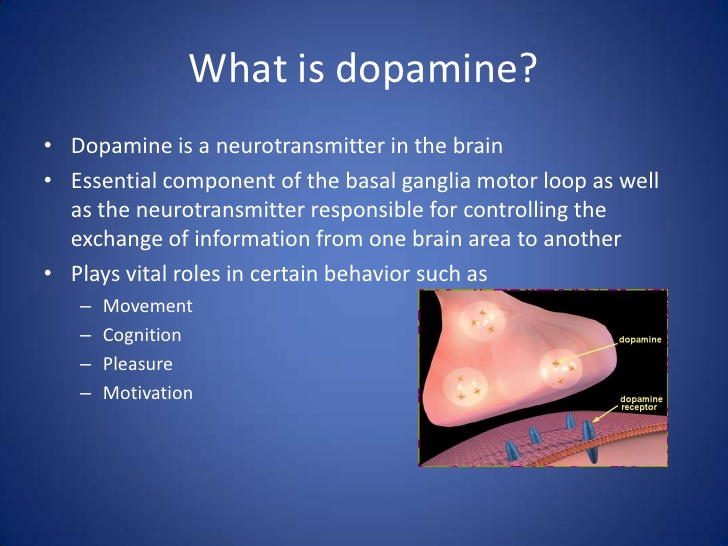 What is dopamine?
• Dopamine is a neurotransmitter in the brain
• Essential component of the basal ganglia motor loop as well
as the neurotransmitter responsible for controlling the
exchange of information from one brain area to another
• Plays vital roles in certain behavior such as
– Movement
– Cognition
– Pleasure
– Motivation
dopamine
dopamine
receptor